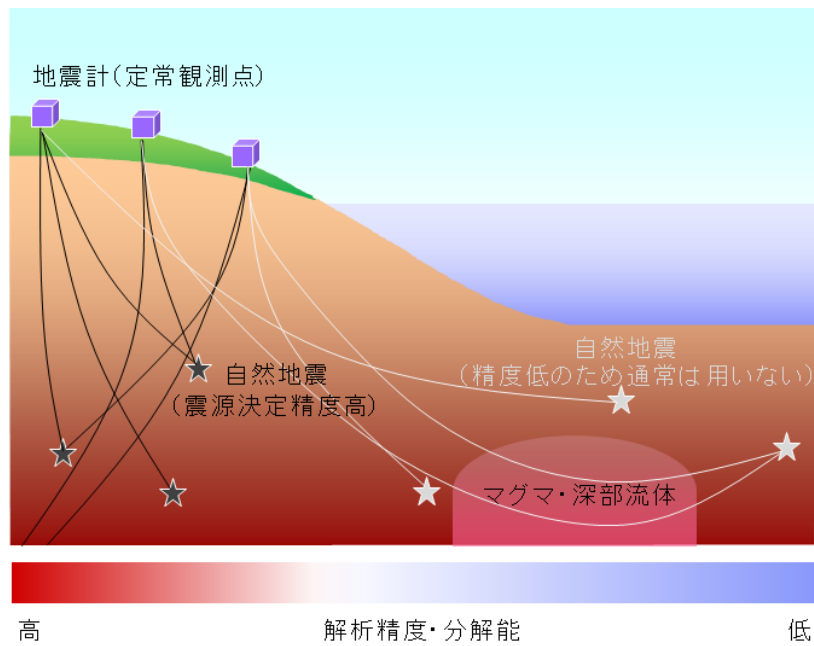 地震計(定常観測点)
自然地震
(精度低のため通常は用いない)
自然地震
(震源決定精度高)
マグマ・深部流体
高
解析精度・分解能
低